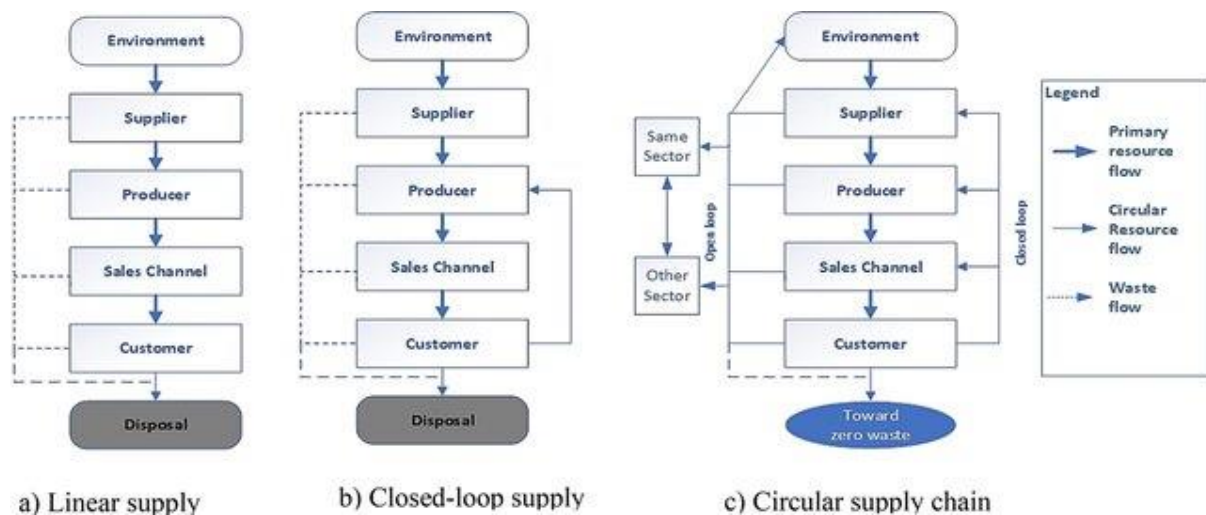 Environment
Supplier
Producer
Sales Channel
Customer
Disposal
a) Linear supply
Environment
Supplier
Producer
Sales Channel
Customer
Disposal
b) Closed-loop supply
Environment
Supplier
Same
Sector
Producer
Open loop
Closed loop
Other
Sector
Sales Channel
Customer
Toward
zero waste
c) Circular supply chain
Legend
Primary
resource
flow
Circular
Resource
flow
Waste
flow